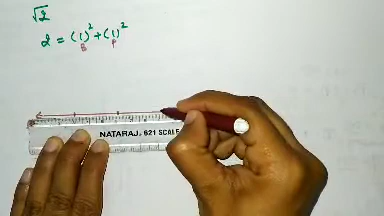 √2
2 = (1)² + (1)²
B P
NATARAJ 621 SCALE